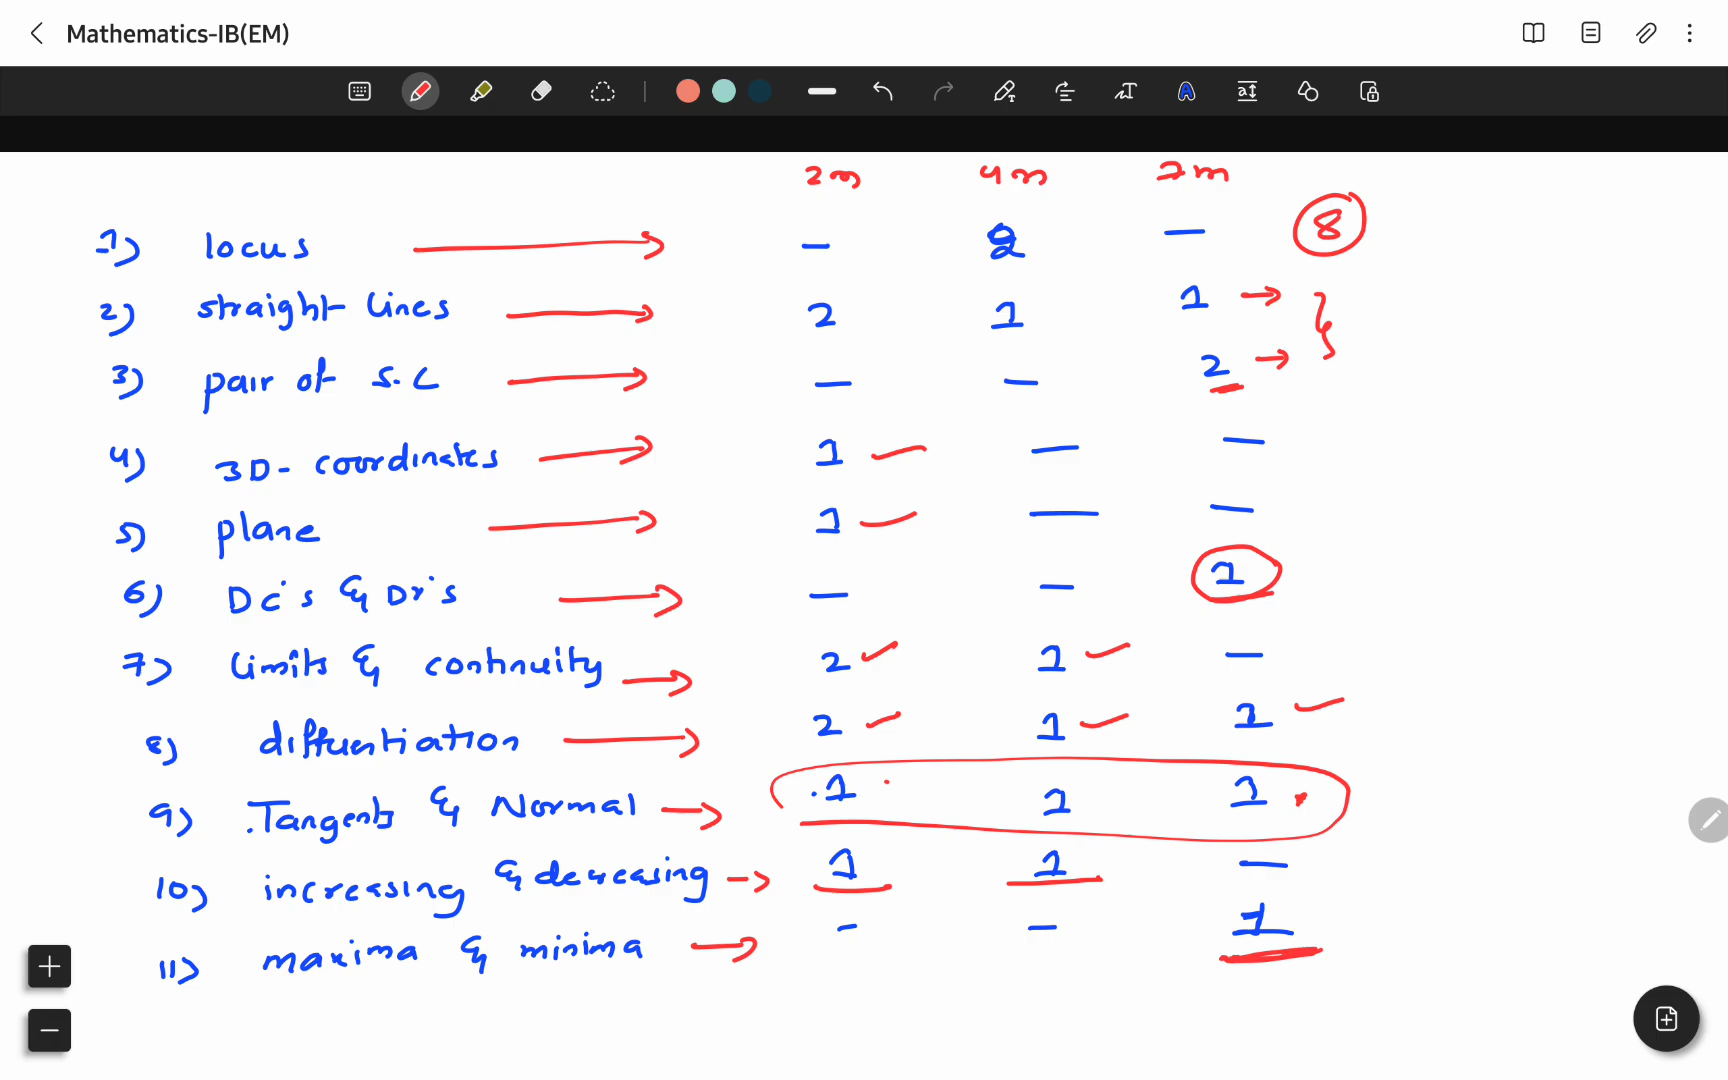 Mathematics-IB(EM)
2m 4m 7m
1) locus → - 2 - 8
2) straight lines → 2 1 1 →
3) pair of S.L → - - 2 →
4) 3D- coordinates → 1 - -
5) plane → 1 - -
6) Dc's & Dr's → - - 1
7) limits & contnuity → 2 1 -
8) diffrentiation → 2 1 1
9) Tangents & Normal → 1 1 1
10) increasing & decreasing → 1 1 -
11) maxima & minima → - - 1